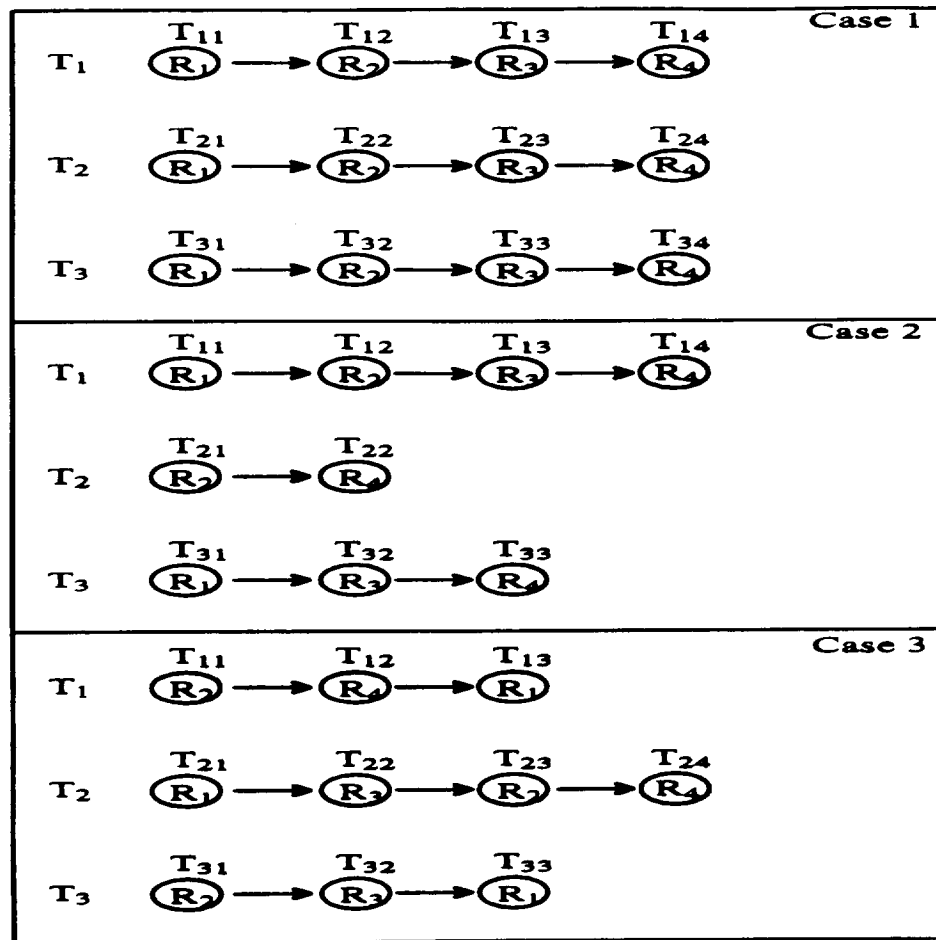 Case 1
T11 T12 T13 T14
T1 R1 R2 R3 R4
T21 T22 T23 T24
T2 R1 R2 R3 R4
T31 T32 T33 T34
T3 R1 R2 R3 R4
Case 2
T11 T12 T13 T14
T1 R1 R2 R3 R4
T21 T22
T2 R2 R4
T31 T32 T33
T3 R1 R3 R4
Case 3
T11 T12 T13
T1 R2 R4 R1
T21 T22 T23 T24
T2 R1 R3 R2 R4
T31 T32 T33
T3 R2 R3 R1